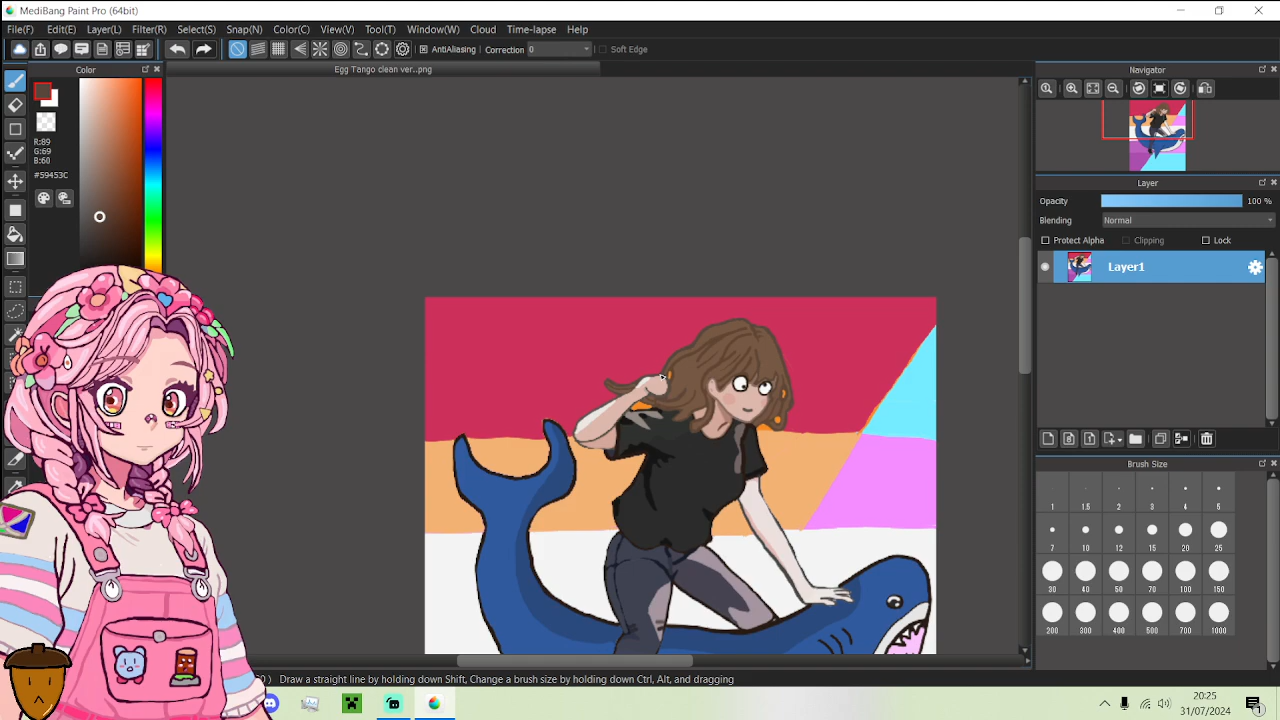 MediBang Paint Pro (64bit)
File(F) Edit(E) Layer(L) Filter(R) Select(S) Snap(N) Color(C) View(V) Tool(T) Window(W) Cloud Time-lapse Help
AntiAliasing Correction 0 Soft Edge
Color Egg Tango clean ver..png Navigator
R:89
G:69
B:60
#59453C
Layer
Opacity 100 %
Blending Normal
Protect Alpha Clipping Lock
Layer1
Brush Size
1 1.5 2 3 4 5
7 10 12 15 20 25
30 40 50 70 100 150
200 300 400 500 700 1000
) Draw a straight line by holding down Shift, Change a brush size by holding down Ctrl, Alt, and dragging
20:25
31/07/2024
1